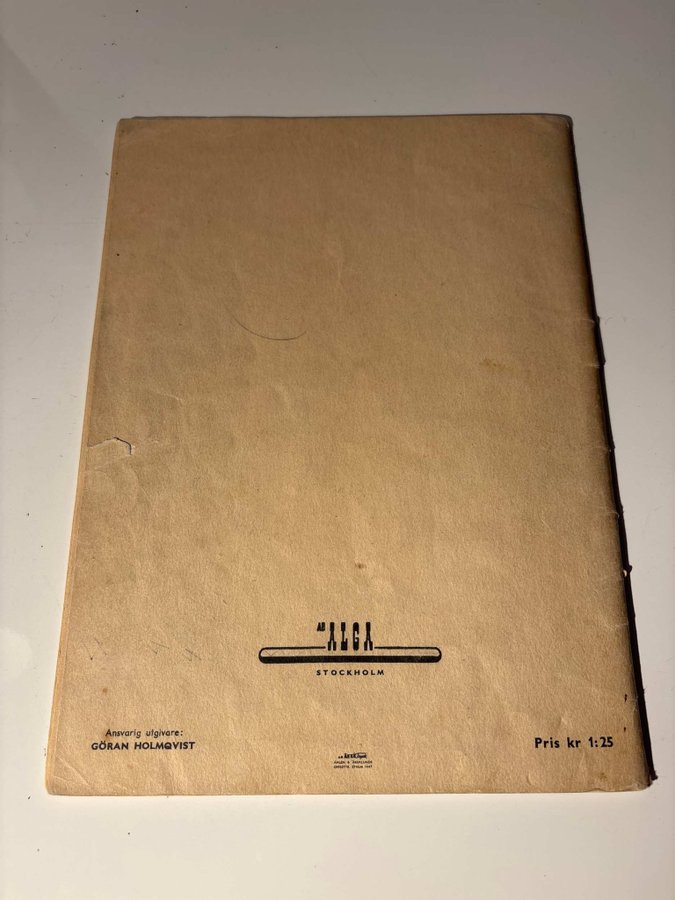 AB ALGA
STOCKHOLM
Ansvarig utgivare:
GÖRAN HOLMQVIST
Pris kr 1:25